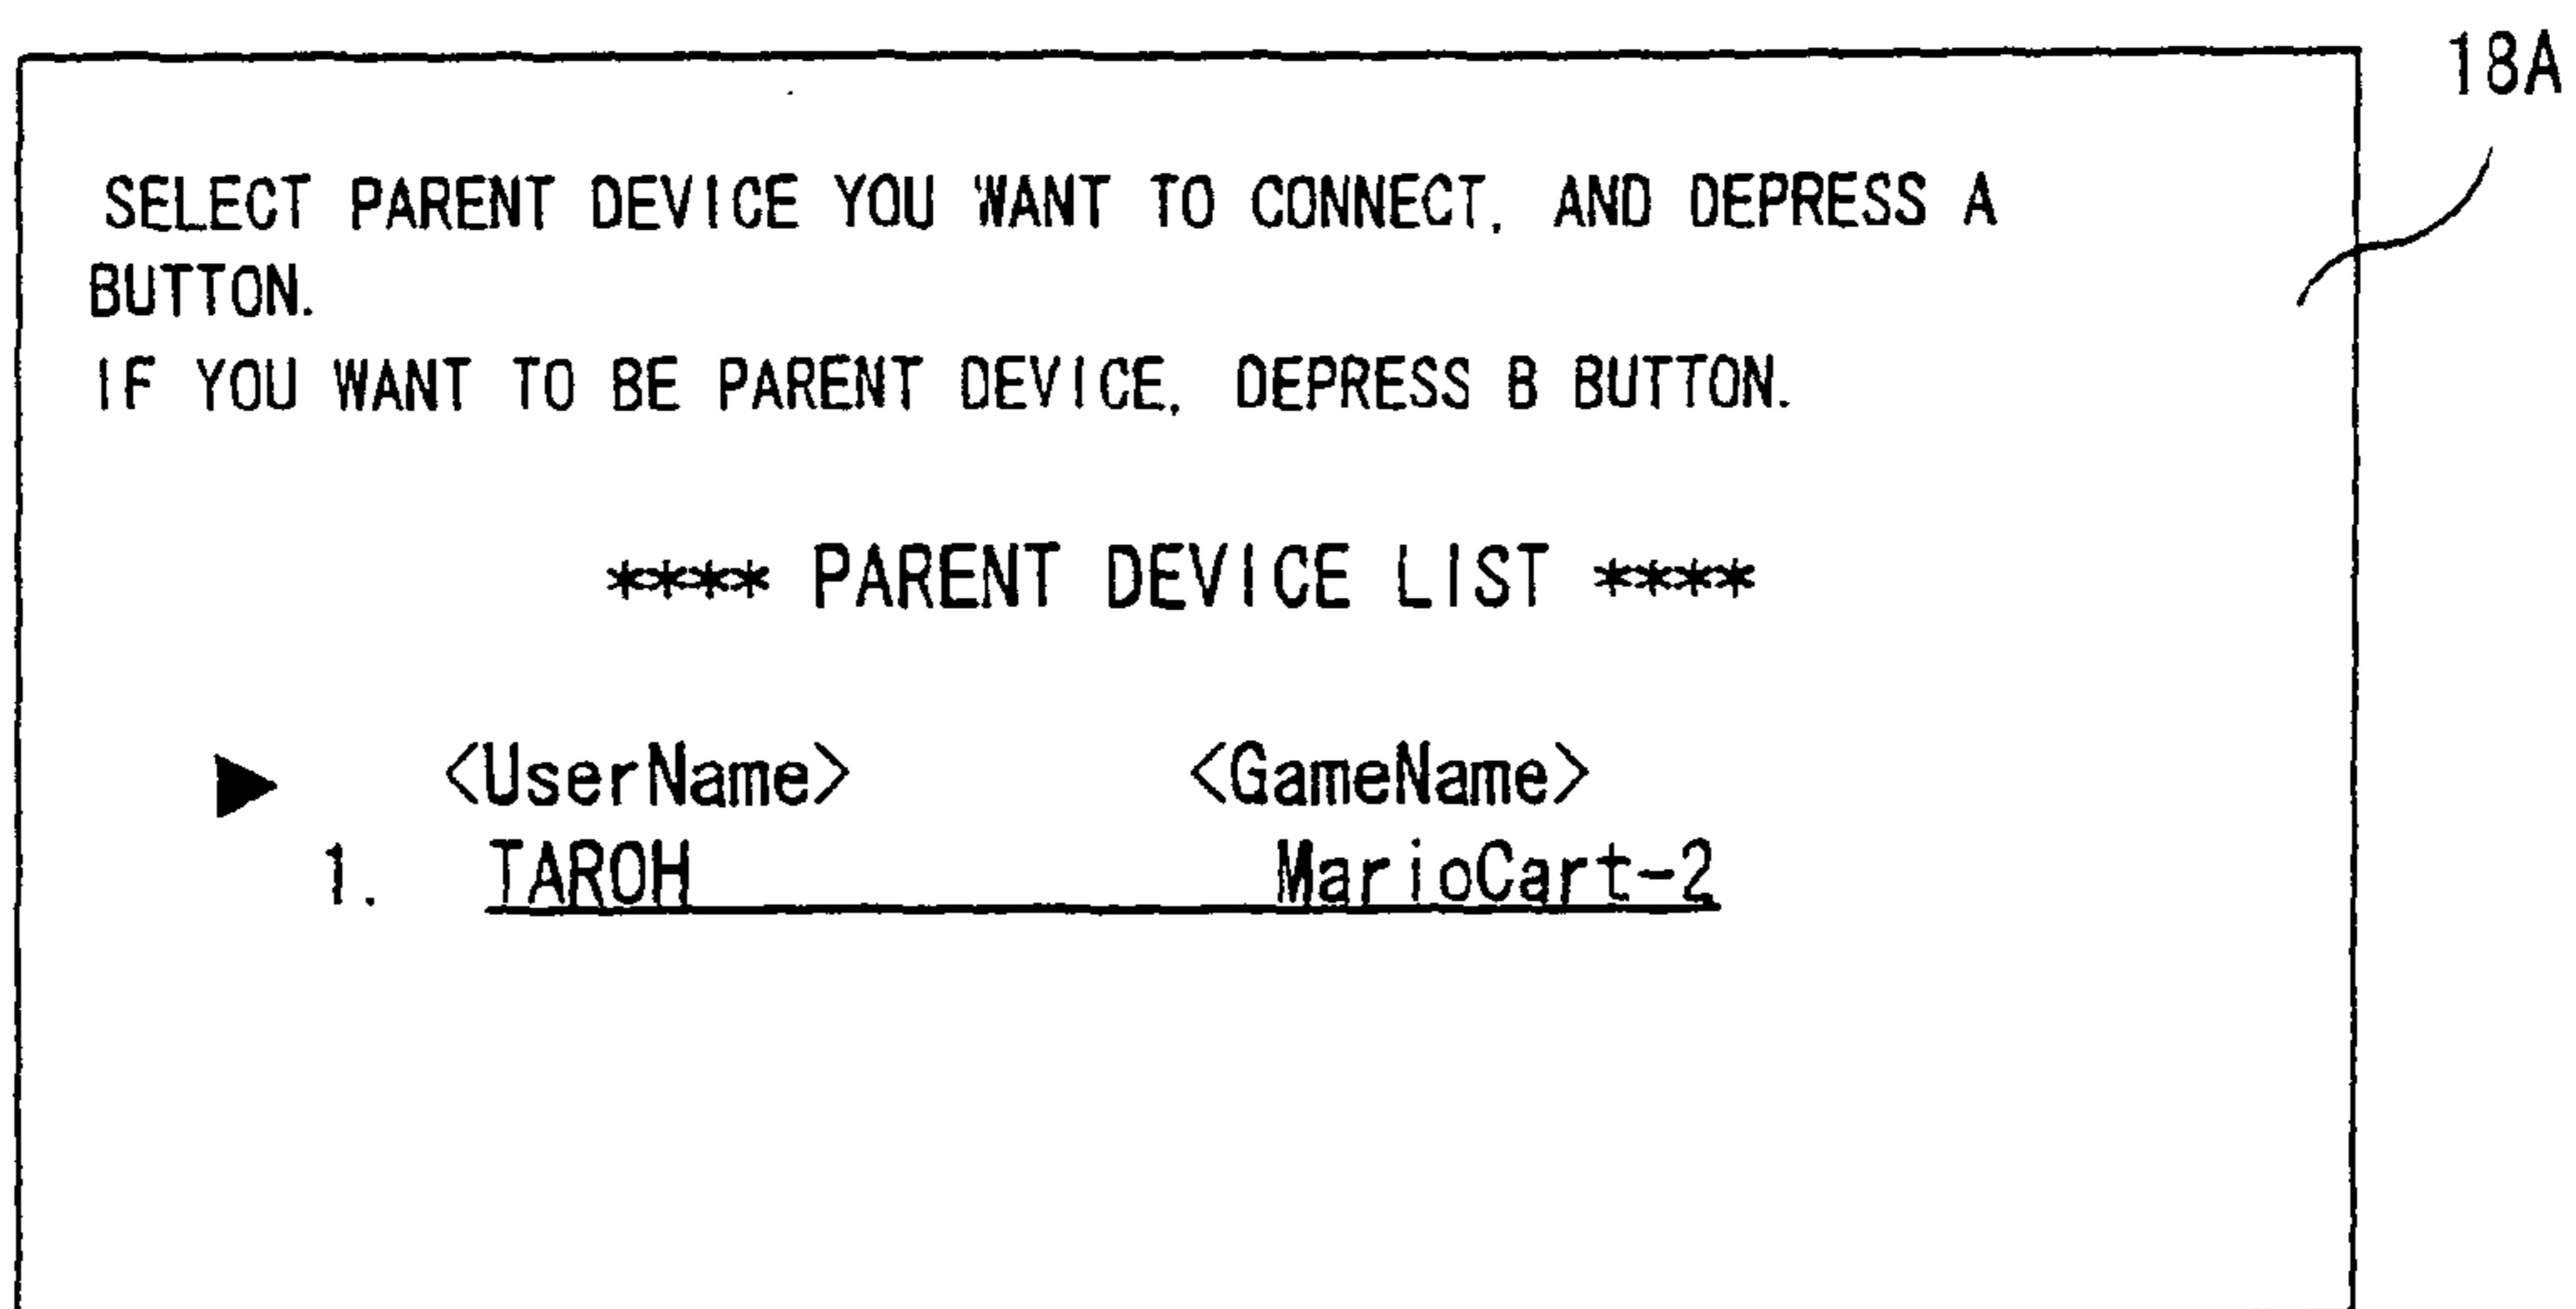 18A
SELECT PARENT DEVICE YOU WANT TO CONNECT, AND DEPRESS A
BUTTON.
IF YOU WANT TO BE PARENT DEVICE, DEPRESS B BUTTON.
**** PARENT DEVICE LIST ****
▶ <UserName> <GameName>
1. TAROH MarioCart-2